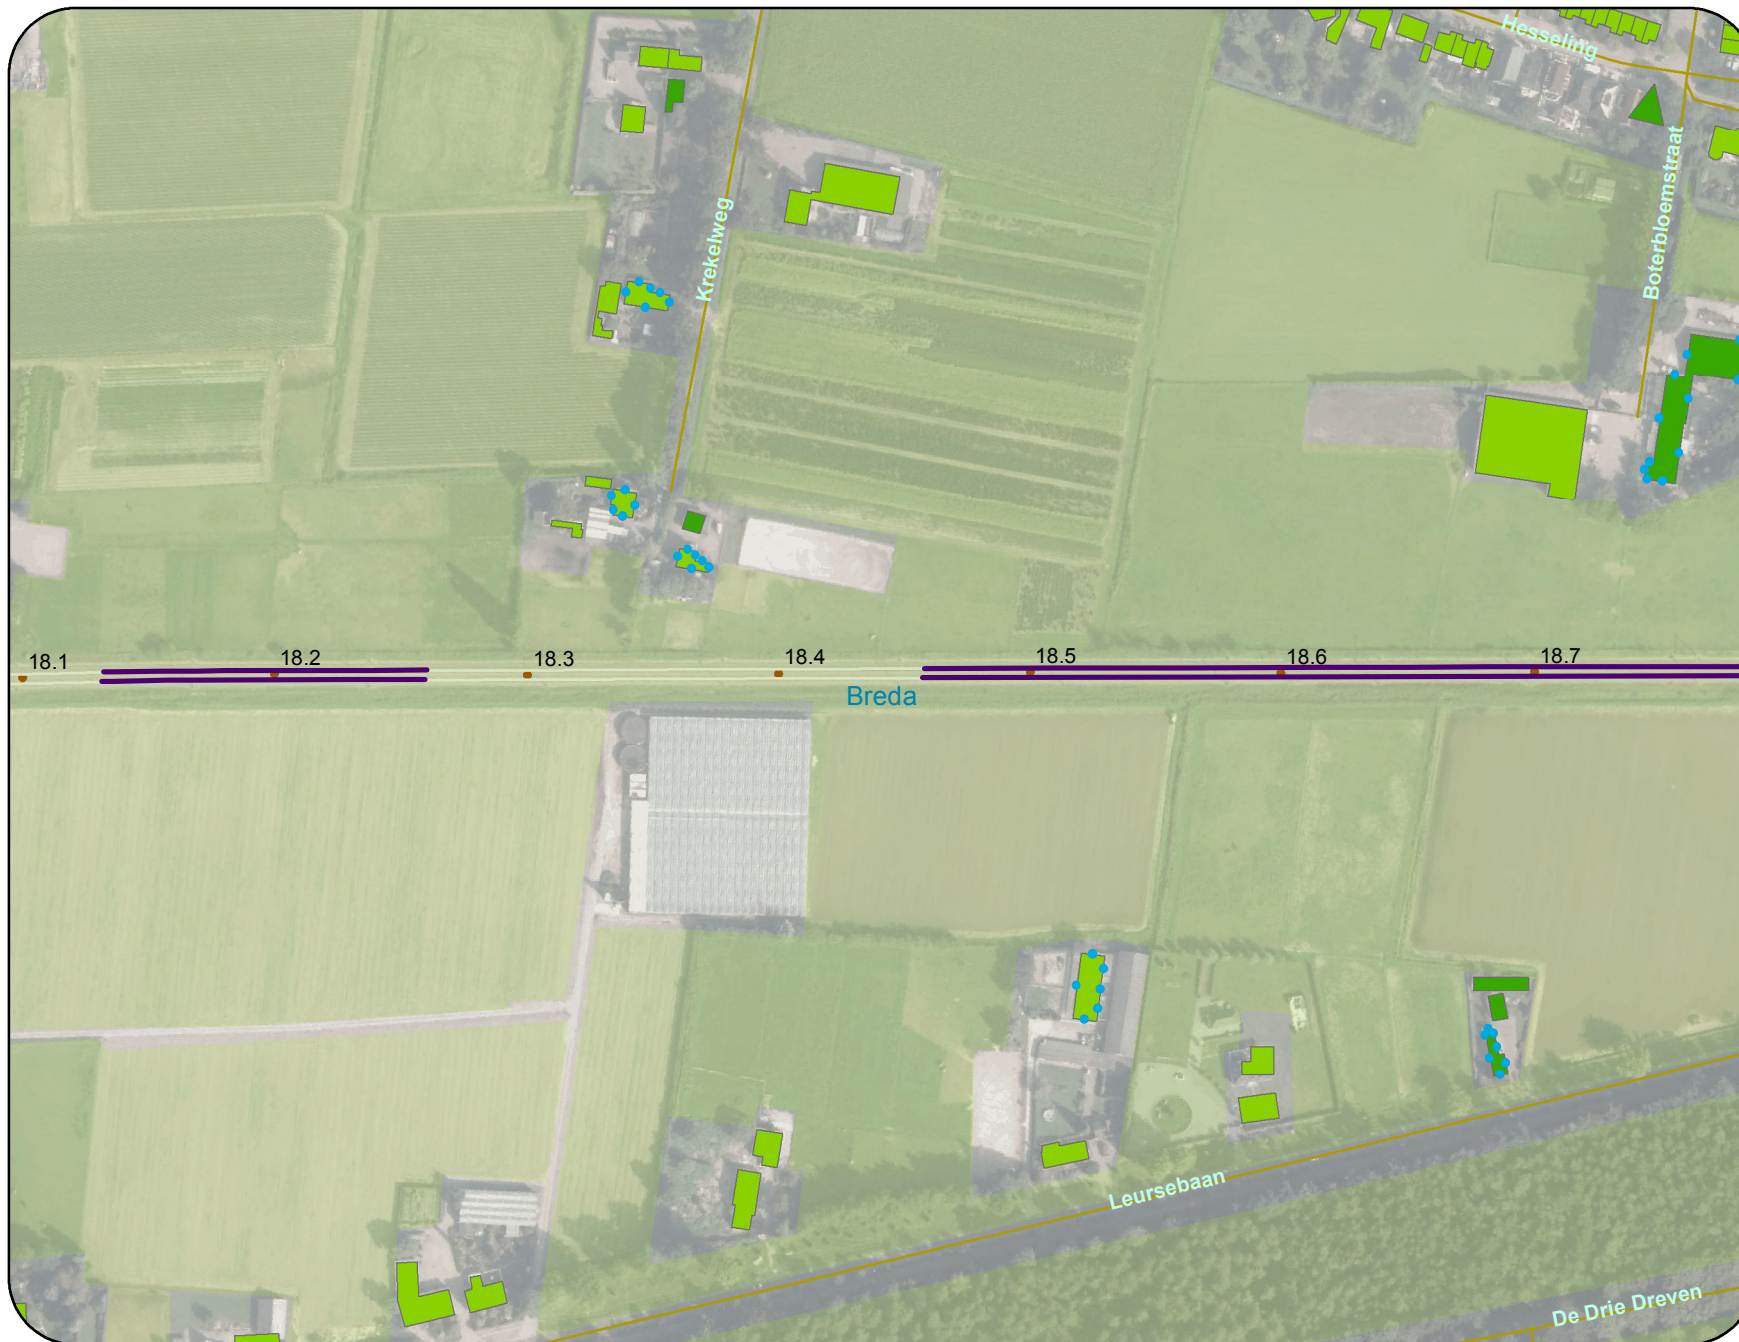 Hesseling
Boterbloemstraat
Krekelweg
18.1
18.2
18.3
18.4
18.5
18.6
18.7
Breda
Leursebaan
De Drie Dreven